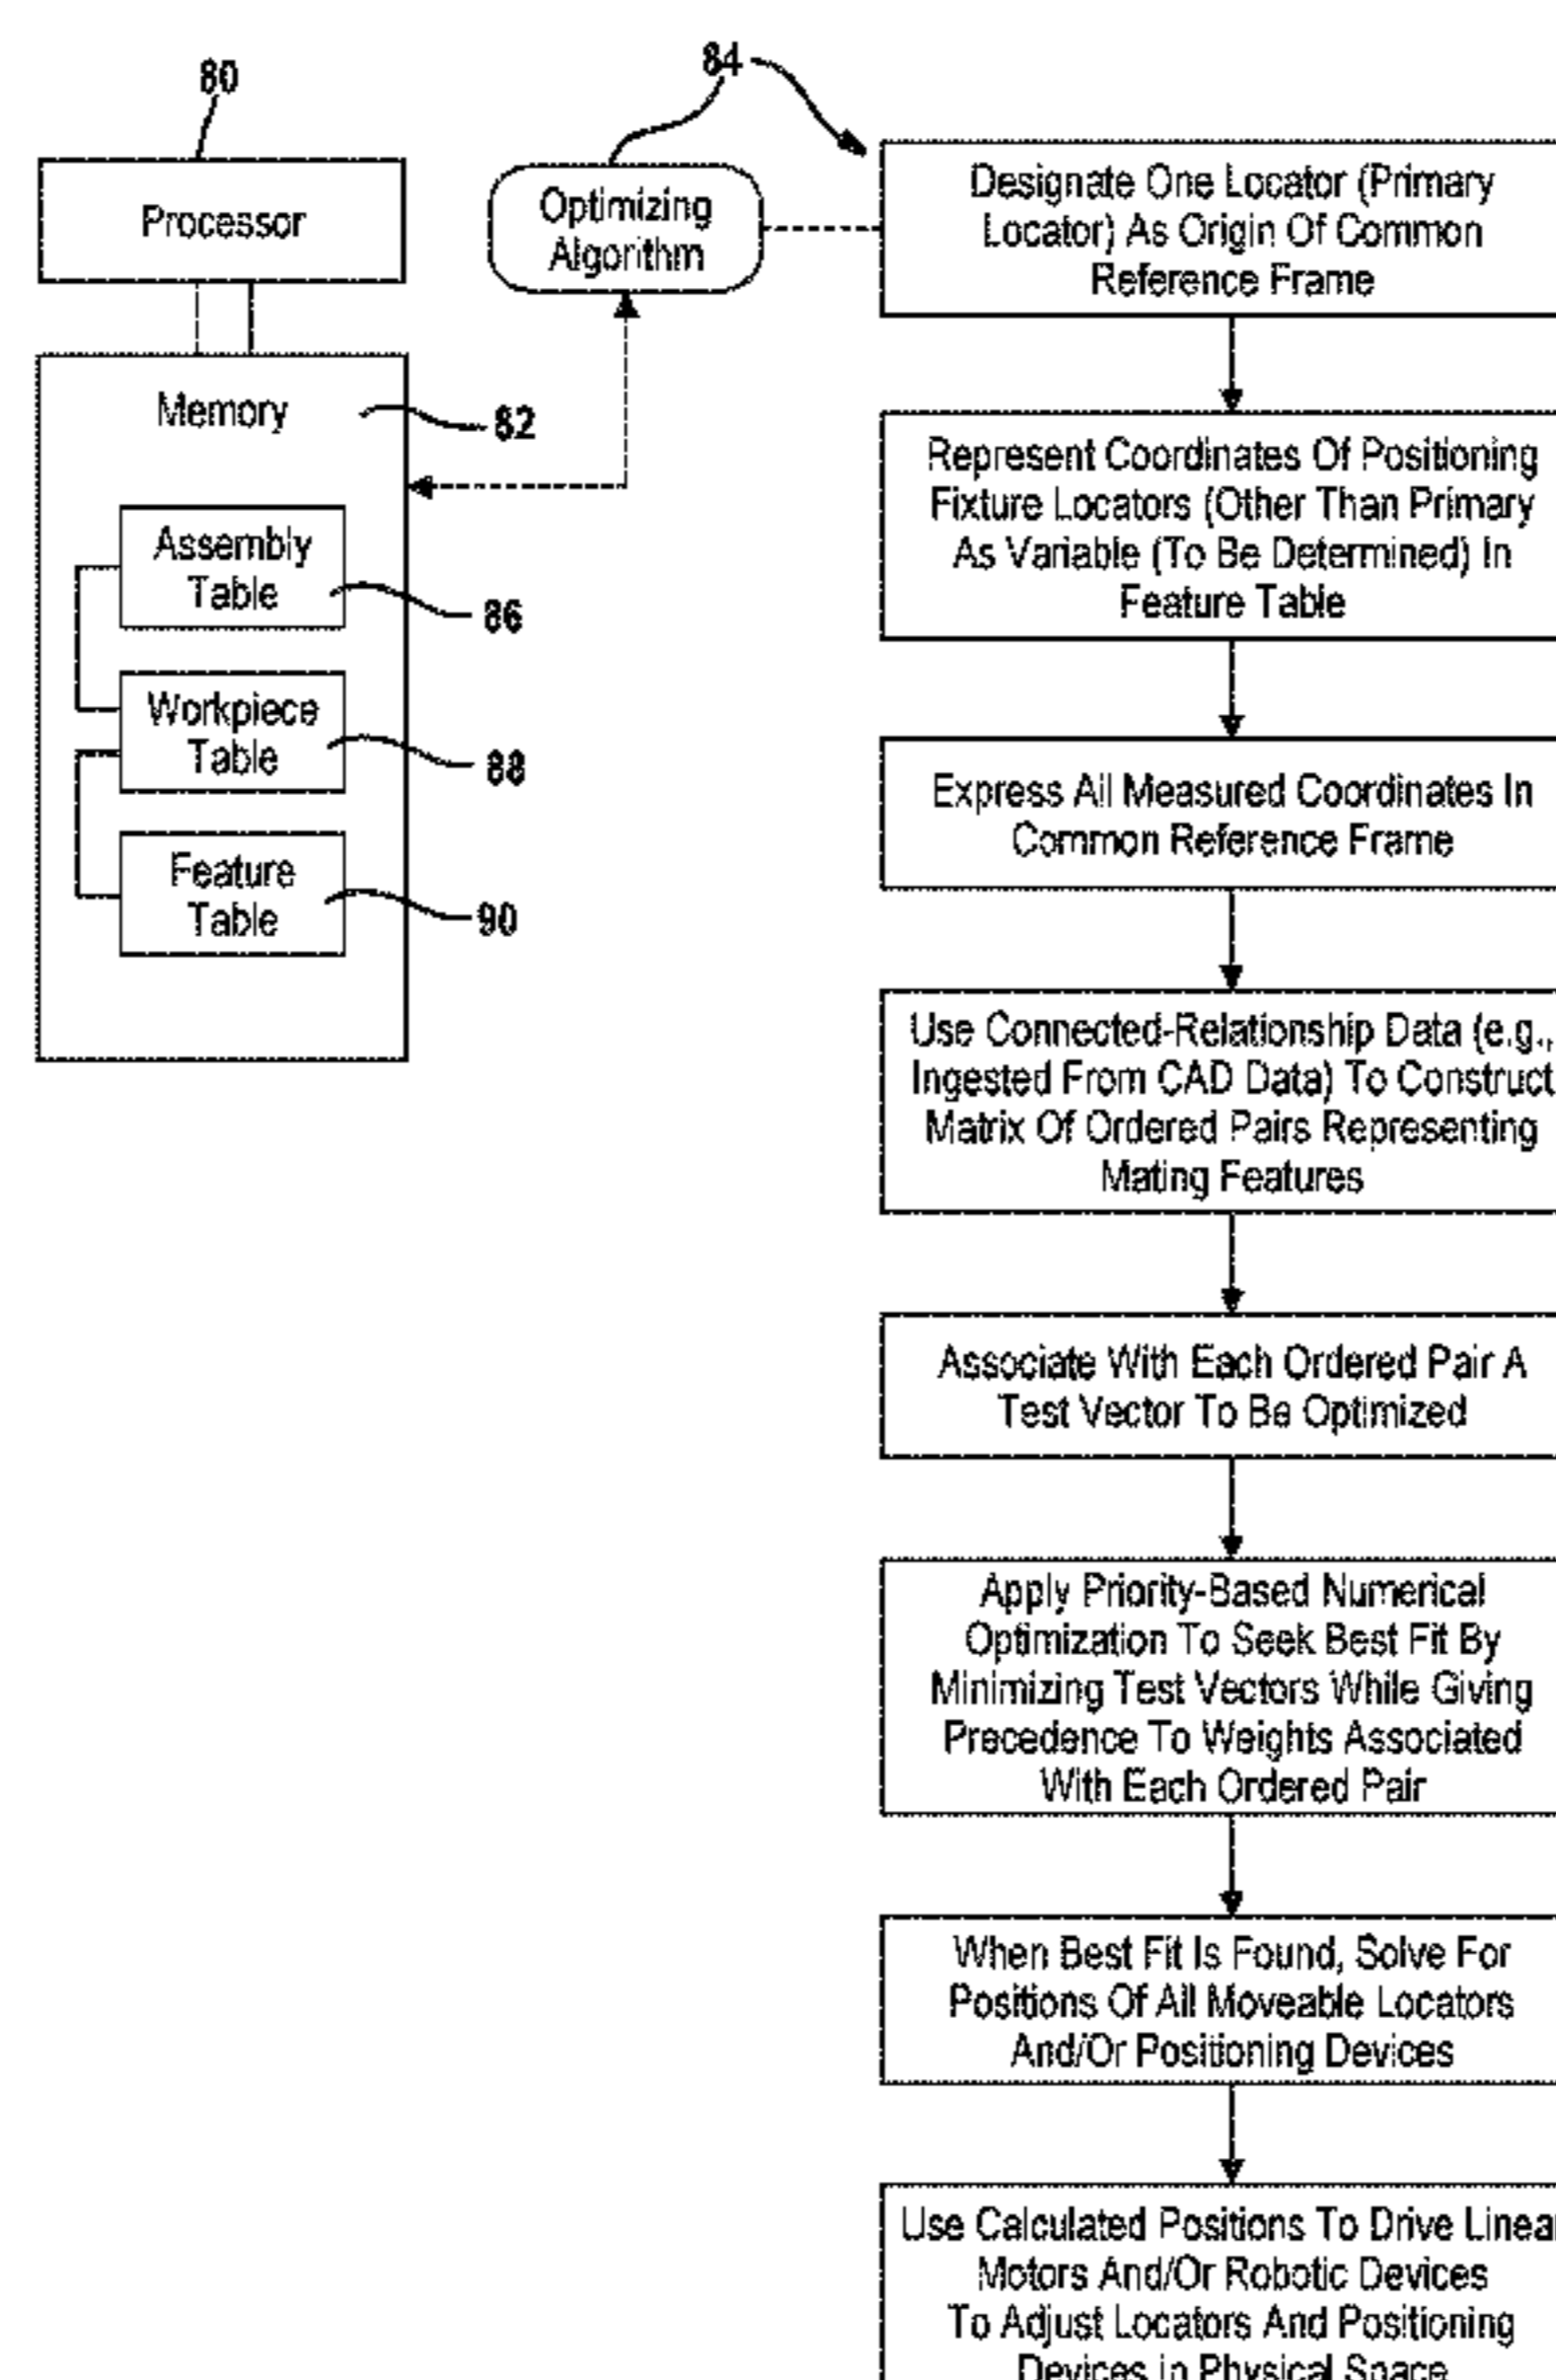 80
Processor
Memory
82
Assembly
Table
86
Workpiece
Table
88
Feature
Table
90
84
Optimizing
Algorithm
Designate One Locator (Primary
Locator) As Origin Of Common
Reference Frame
Represent Coordinates Of Positioning
Fixture Locators (Other Than Primary
As Variable (To Be Determined) In
Feature Table
Express All Measured Coordinates In
Common Reference Frame
Use Connected-Relationship Data (e.g.,
Ingested From CAD Data) To Construct
Matrix Of Ordered Pairs Representing
Mating Features
Associate With Each Ordered Pair A
Test Vector To Be Optimized
Apply Priority-Based Numerical
Optimization To Seek Best Fit By
Minimizing Test Vectors While Giving
Precedence To Weights Associated
With Each Ordered Pair
When Best Fit Is Found, Solve For
Positions Of All Moveable Locators
And/Or Positioning Devices
Use Calculated Positions To Drive Linear
Motors And/Or Robotic Devices
To Adjust Locators And Positioning
Devices in Physical Space